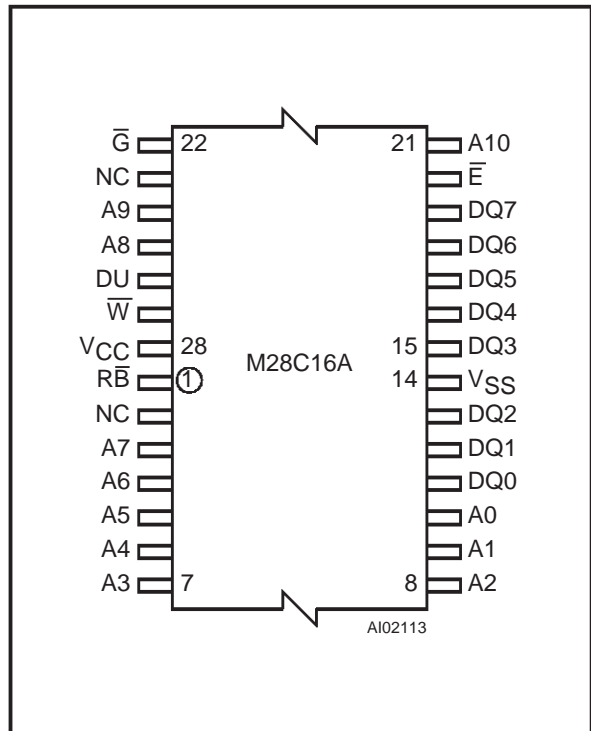 G̅ 22 21 A10
NC E̅
A9 DQ7
A8 DQ6
DU DQ5
W̅ DQ4
VCC 28 15 DQ3
M28C16A
RB̅ 1 14 VSS
NC DQ2
A7 DQ1
A6 DQ0
A5 A0
A4 A1
A3 7 8 A2
AI02113